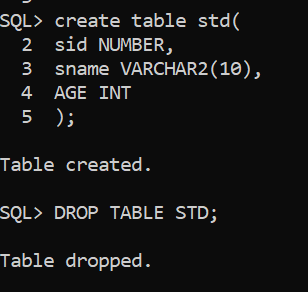 SQL> create table std(
  2  sid NUMBER,
  3  sname VARCHAR2(10),
  4  AGE INT
  5  );
Table created.
SQL> DROP TABLE STD;
Table dropped.